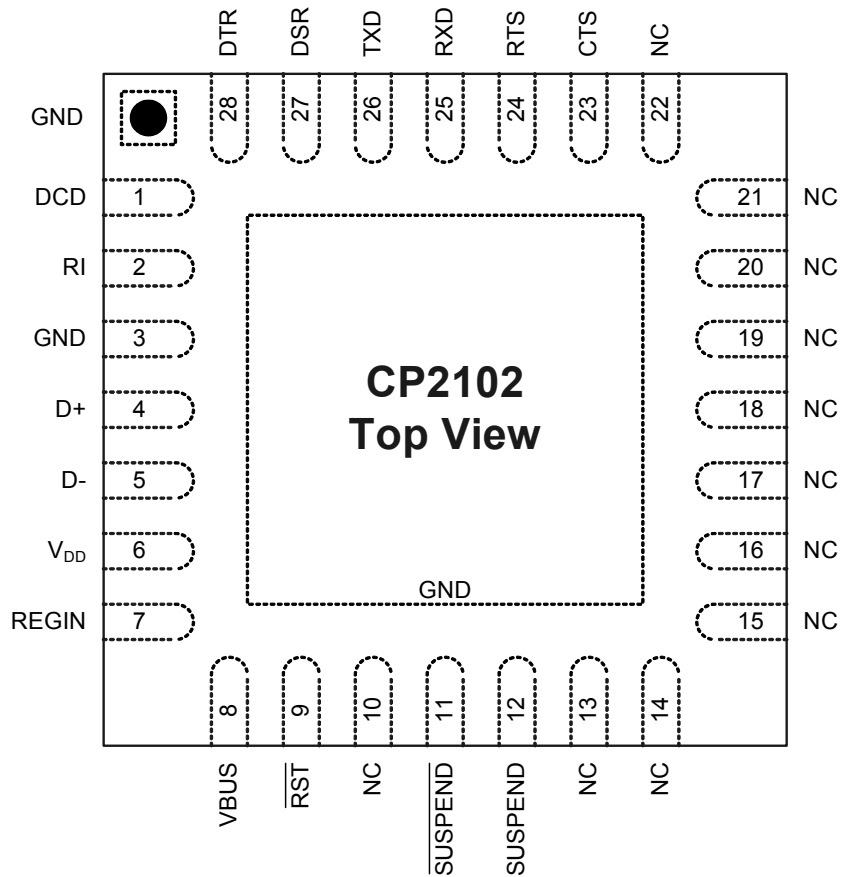 DTR
DSR
TXD
RXD
RTS
CTS
NC
28
27
26
25
24
23
22
GND
DCD 1
RI 2
GND 3
D+ 4
D- 5
VDD 6
REGIN 7
21 NC
20 NC
19 NC
18 NC
17 NC
16 NC
15 NC
CP2102
Top View
GND
8
9
10
11
12
13
14
VBUS
RST
NC
SUSPEND
SUSPEND
NC
NC